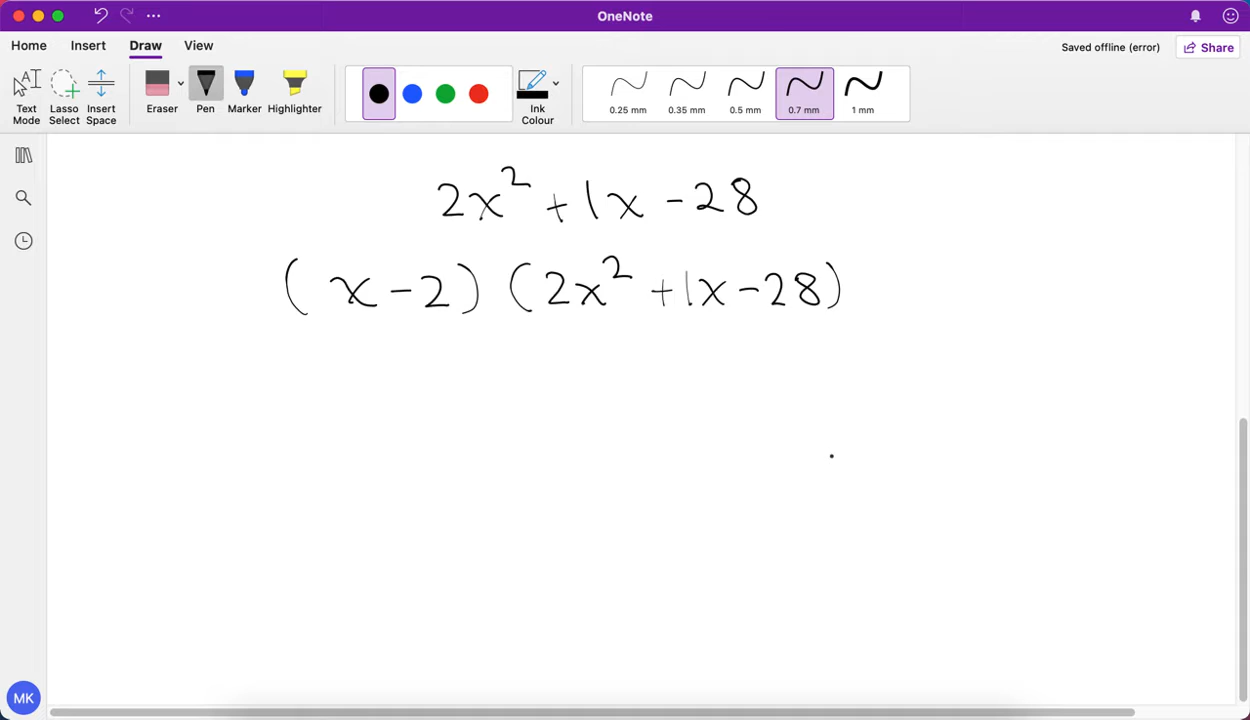 OneNote
Home Insert Draw View
Saved offline (error) Share
Text Mode
Lasso Select
Insert Space
Eraser
Pen
Marker
Highlighter
Ink Colour
0.25 mm 0.35 mm 0.5 mm 0.7 mm 1 mm
2x² + 1x - 28
( x - 2 ) ( 2x² + 1x - 28 )
MK